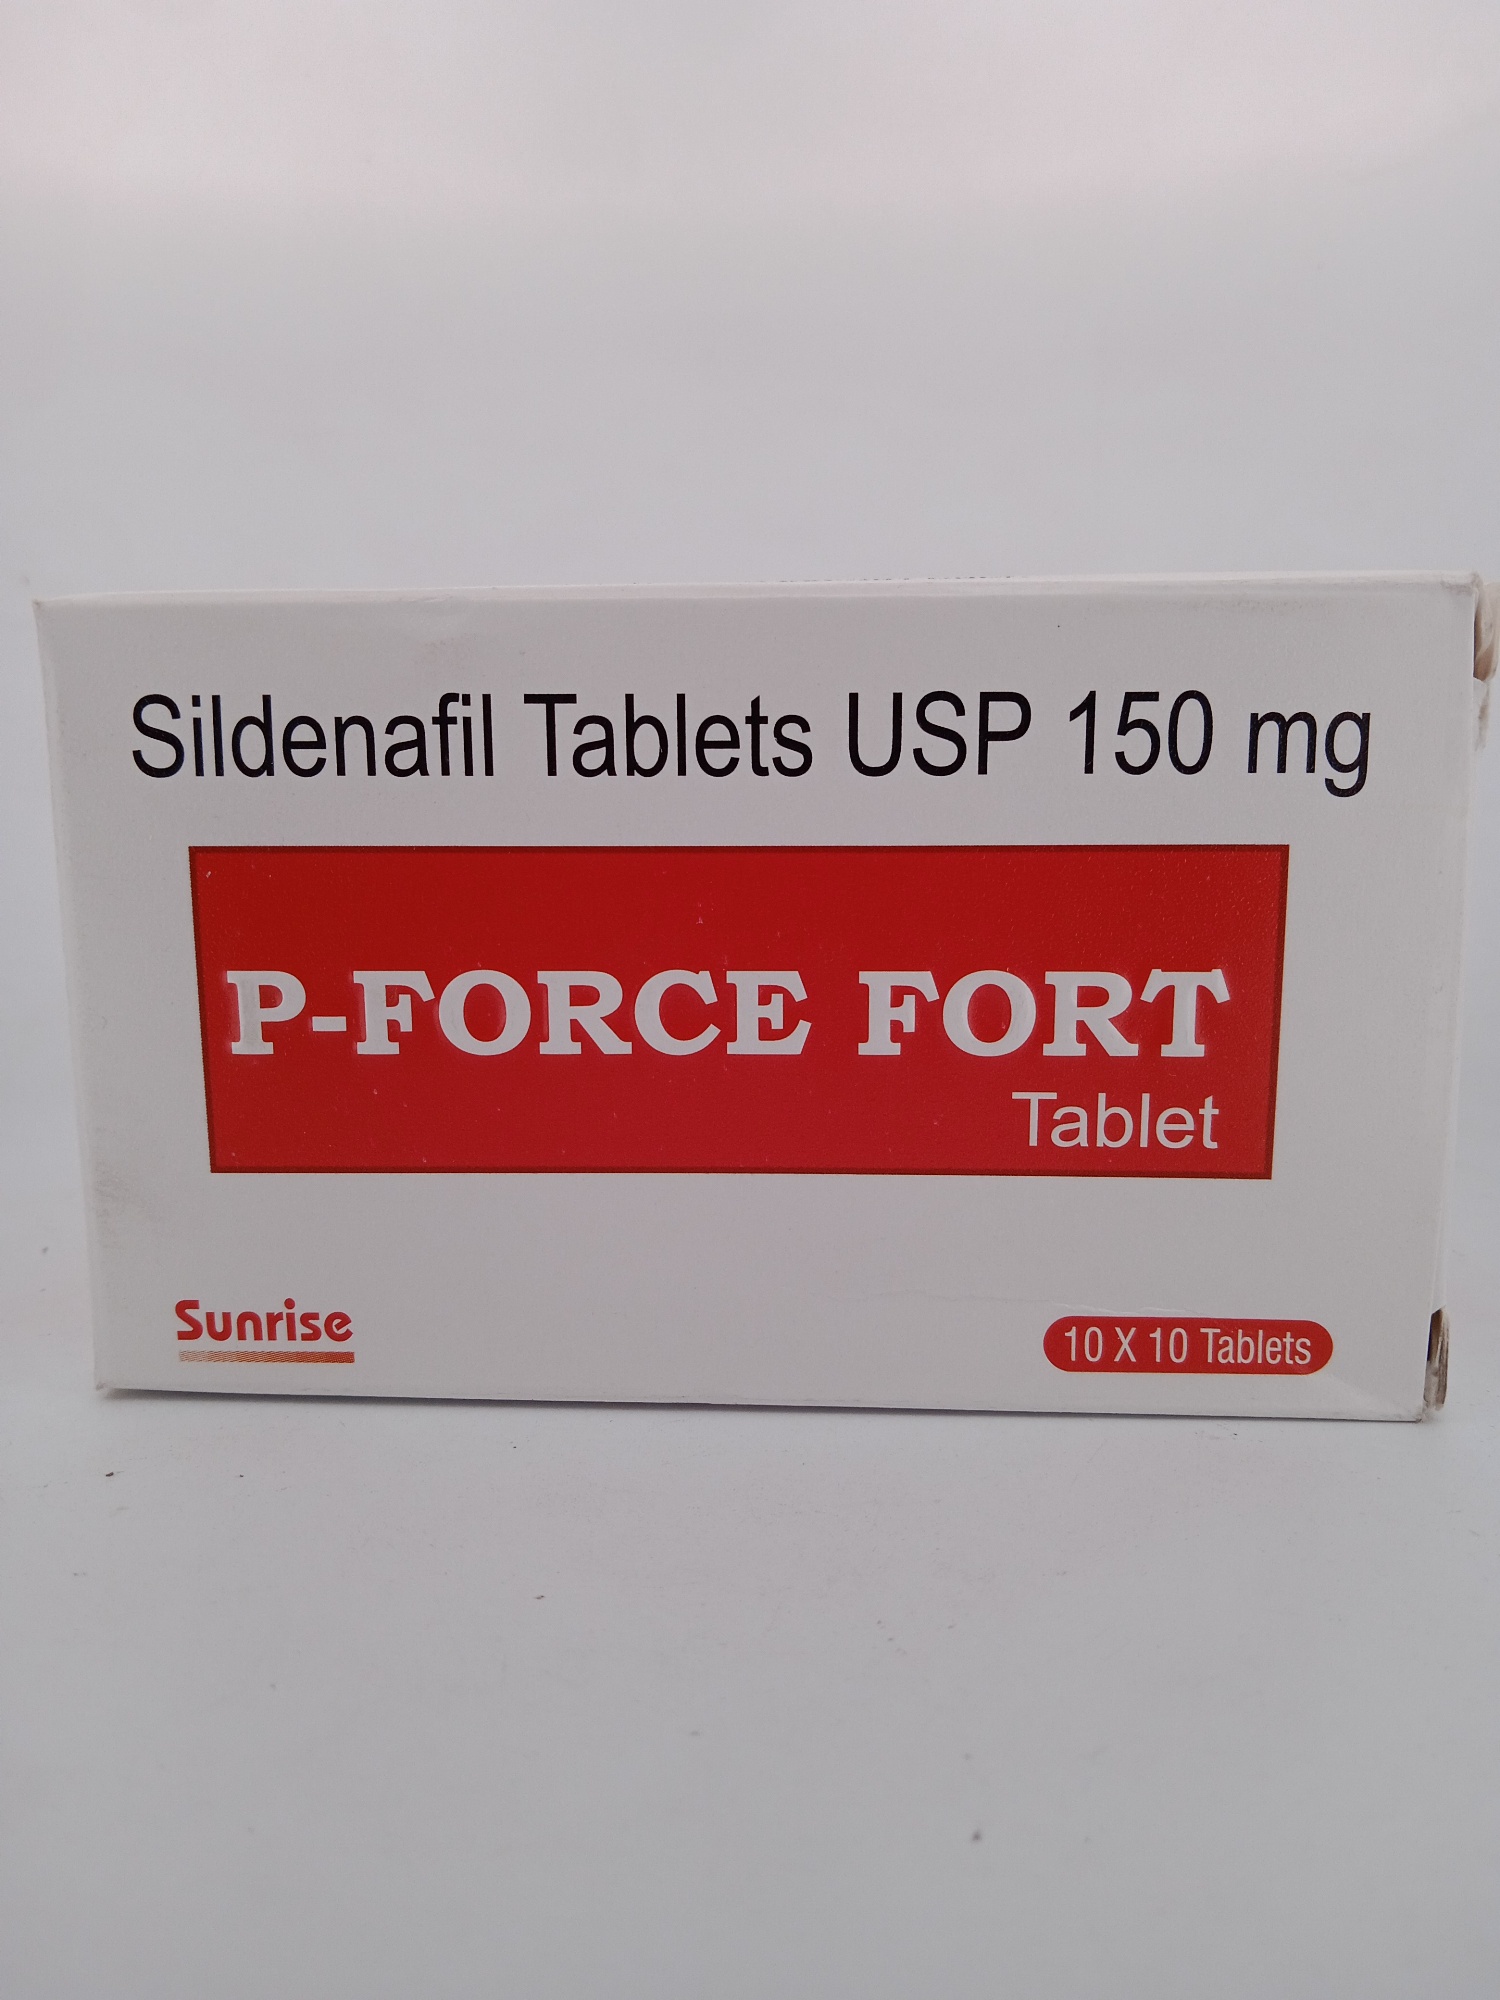 Sildenafil Tablets USP 150 mg
P-FORCE FORT
Tablet
Sunrise
10 X 10 Tablets